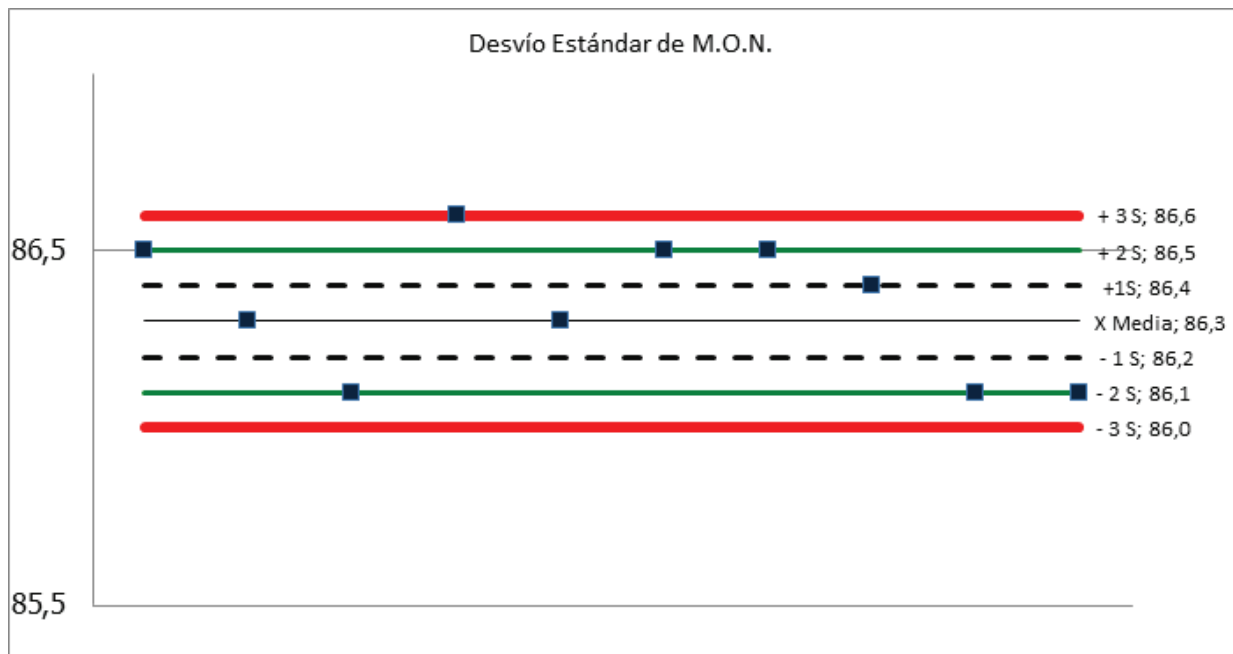 Desvío Estándar de M.O.N.
+ 3 S; 86,6
86,5
+ 2 S; 86,5
+1S; 86,4
X Media; 86,3
- 1 S; 86,2
- 2 S; 86,1
- 3 S; 86,0
85,5